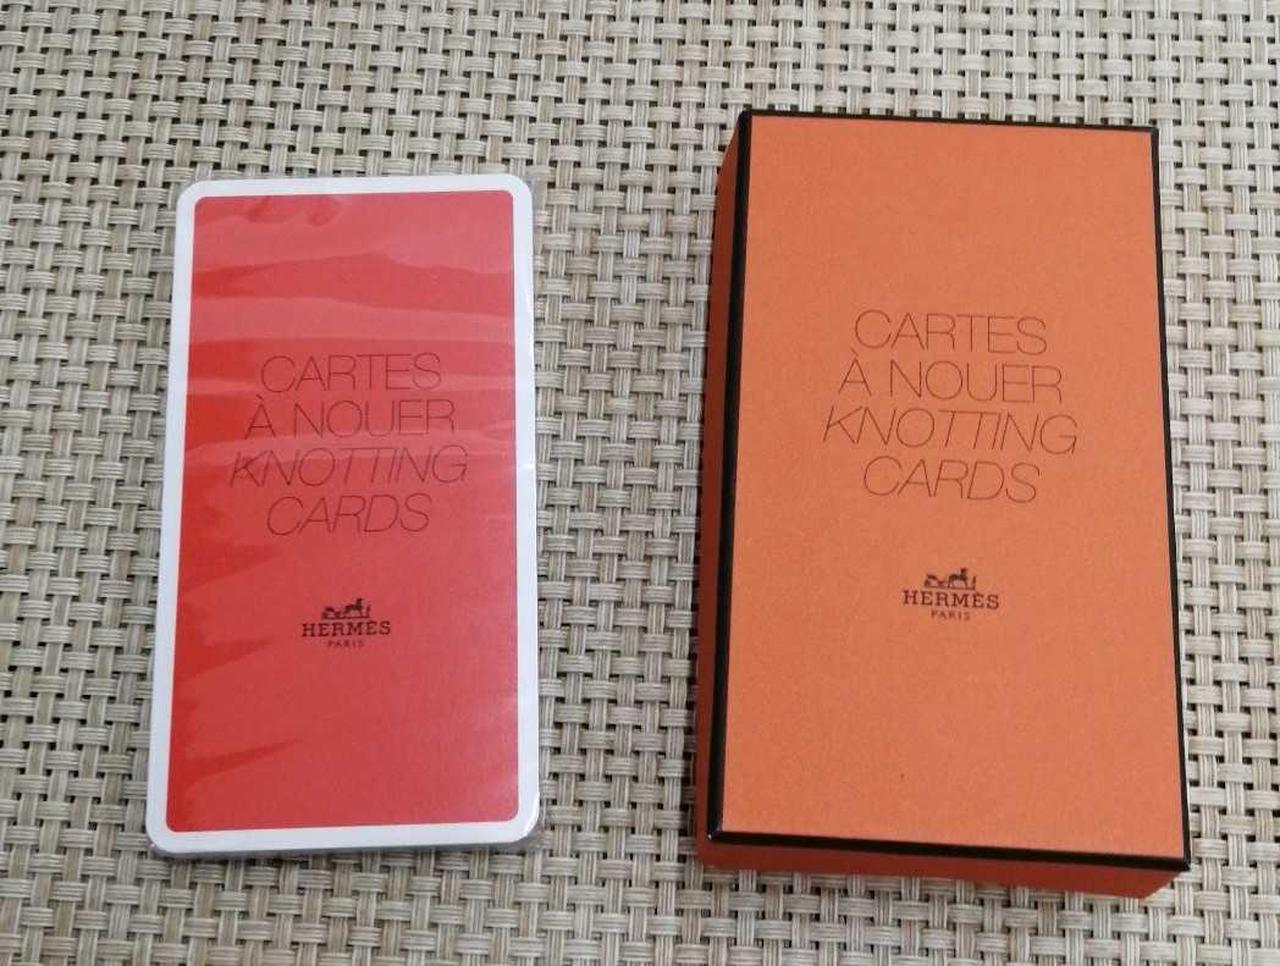 CARTES
À NOUER
KNOTTING
CARDS
HERMÈS
PARIS
CARTES
À NOUER
KNOTTING
CARDS
HERMÈS
PARIS